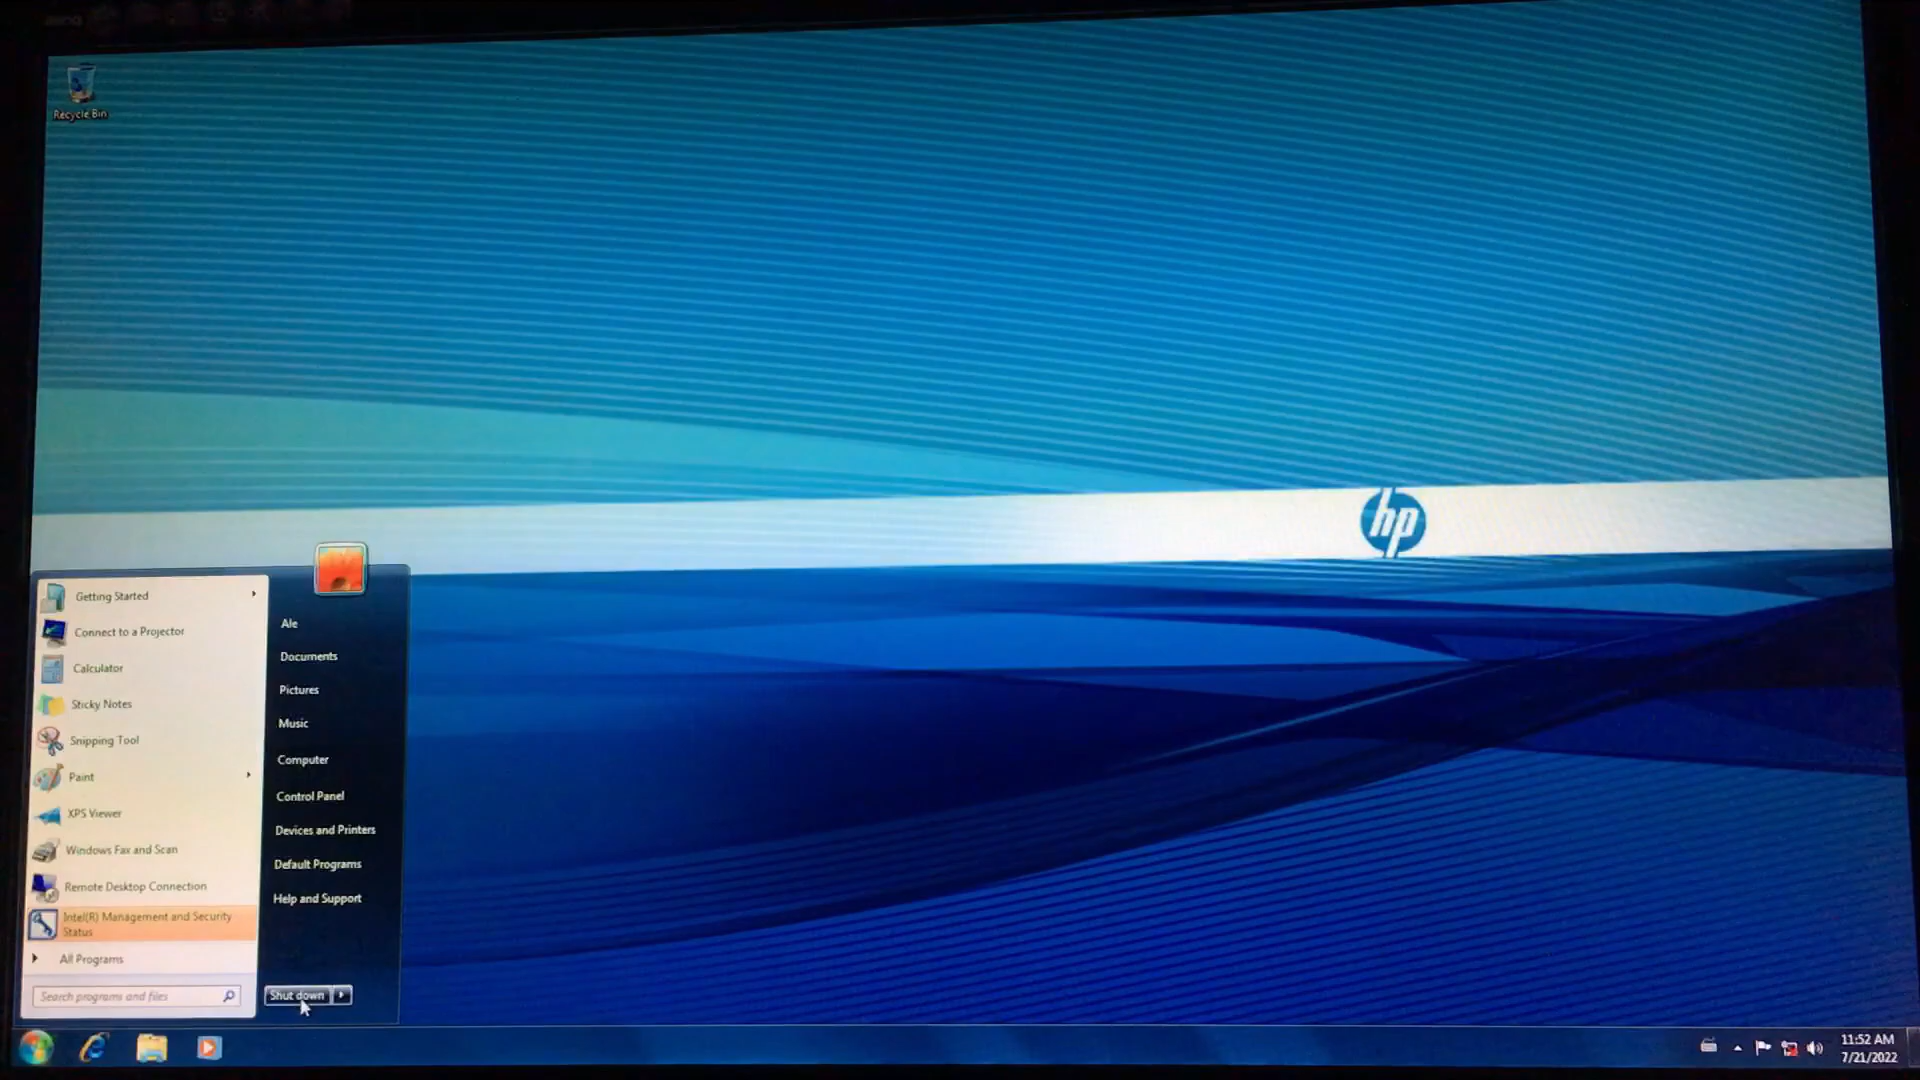 Recycle Bin
hp
Getting Started
Connect to a Projector
Calculator
Sticky Notes
Snipping Tool
Paint
XPS Viewer
Windows Fax and Scan
Remote Desktop Connection
Intel(R) Management and Security
Status
All Programs
Search programs and files
Ale
Documents
Pictures
Music
Computer
Control Panel
Devices and Printers
Default Programs
Help and Support
Shut down
11:52 AM
7/21/2022